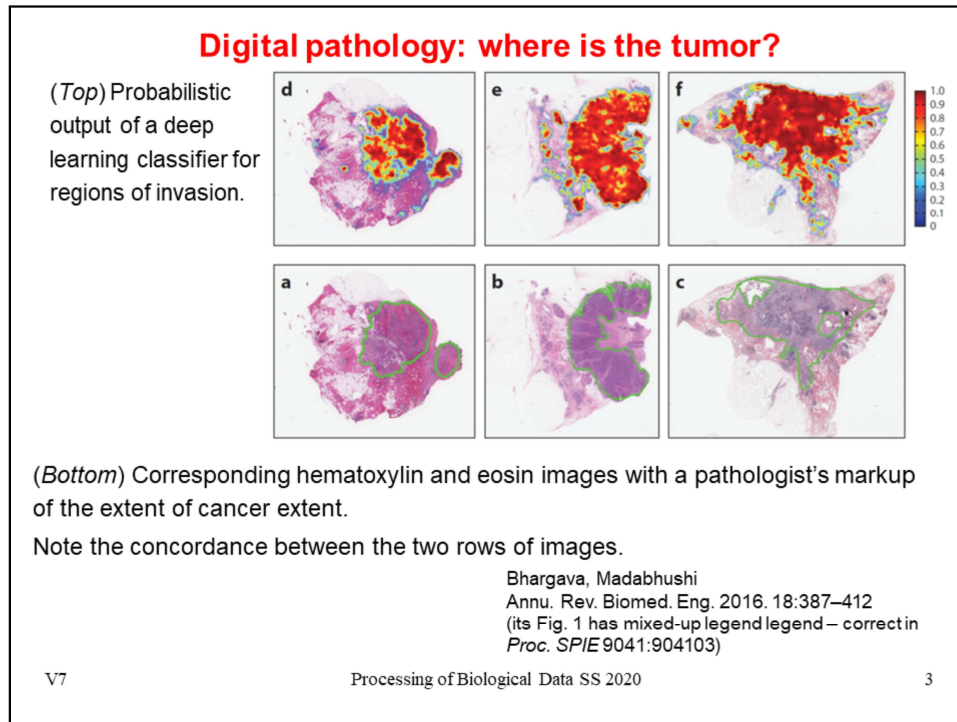 Digital pathology: where is the tumor?
(Top) Probabilistic
output of a deep
learning classifier for
regions of invasion.
d
e
f
1.0
0.9
0.8
0.7
0.6
0.5
0.4
0.3
0.2
0.1
0
a
b
c
(Bottom) Corresponding hematoxylin and eosin images with a pathologist's markup
of the extent of cancer extent.
Note the concordance between the two rows of images.
Bhargava, Madabhushi
Annu. Rev. Biomed. Eng. 2016. 18:387–412
(its Fig. 1 has mixed-up legend legend – correct in
Proc. SPIE 9041:904103)
V7
Processing of Biological Data SS 2020
3